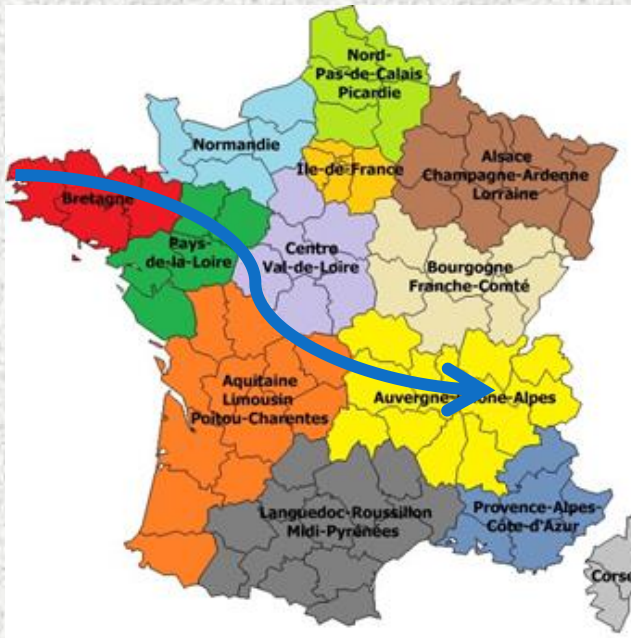 Nord-
Pas-de-Calais
Picardie
Normandie
Ile-de-France
Alsace
Champagne-Ardenne
Lorraine
Bretagne
Pays-
de-la-Loire
Centre
Val-de-Loire
Bourgogne
Franche-Comté
Aquitaine
Limousin
Poitou-Charentes
Auvergne-Rhône-Alpes
Languedoc-Roussillon
Midi-Pyrénées
Provence-Alpes-
Côte-d'Azur
Corse